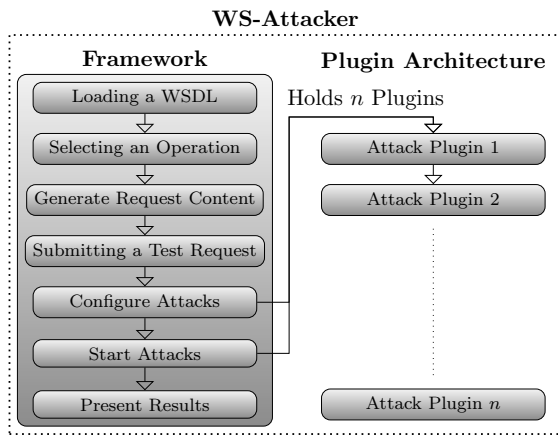 WS-Attacker
Framework
Loading a WSDL
Selecting an Operation
Generate Request Content
Submitting a Test Request
Configure Attacks
Start Attacks
Present Results
Plugin Architecture
Holds n Plugins
Attack Plugin 1
Attack Plugin 2
Attack Plugin n